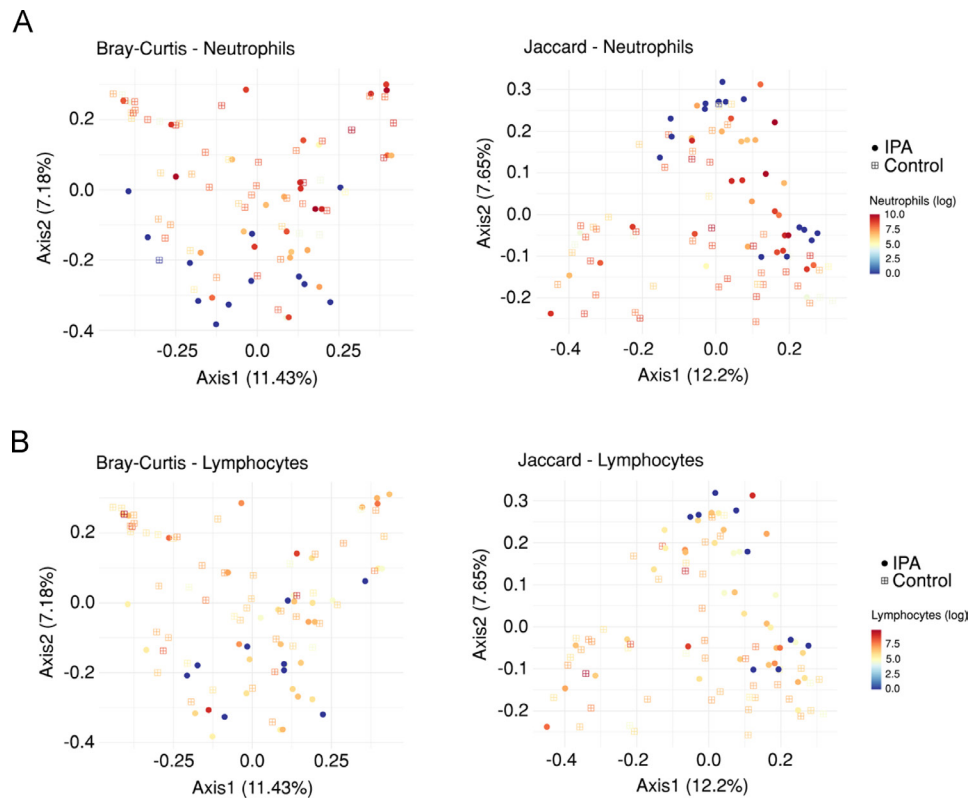 A
Bray-Curtis - Neutrophils
Axis2 (7.18%)
0.2
0.0
-0.2
-0.4
-0.25
0.0
0.25
Axis1 (11.43%)
Jaccard - Neutrophils
Axis2 (7.65%)
0.3
0.2
0.1
0.0
-0.1
-0.2
-0.4
-0.2
0.0
0.2
Axis1 (12.2%)
IPA
Control
Neutrophils (log)
10.0
7.5
5.0
2.5
0.0
B
Bray-Curtis - Lymphocytes
Axis2 (7.18%)
0.2
0.0
-0.2
-0.4
-0.25
0.0
0.25
Axis1 (11.43%)
Jaccard - Lymphocytes
Axis2 (7.65%)
0.3
0.2
0.1
0.0
-0.1
-0.2
-0.4
-0.2
0.0
0.2
Axis1 (12.2%)
IPA
Control
Lymphocytes (log)
7.5
5.0
2.5
0.0